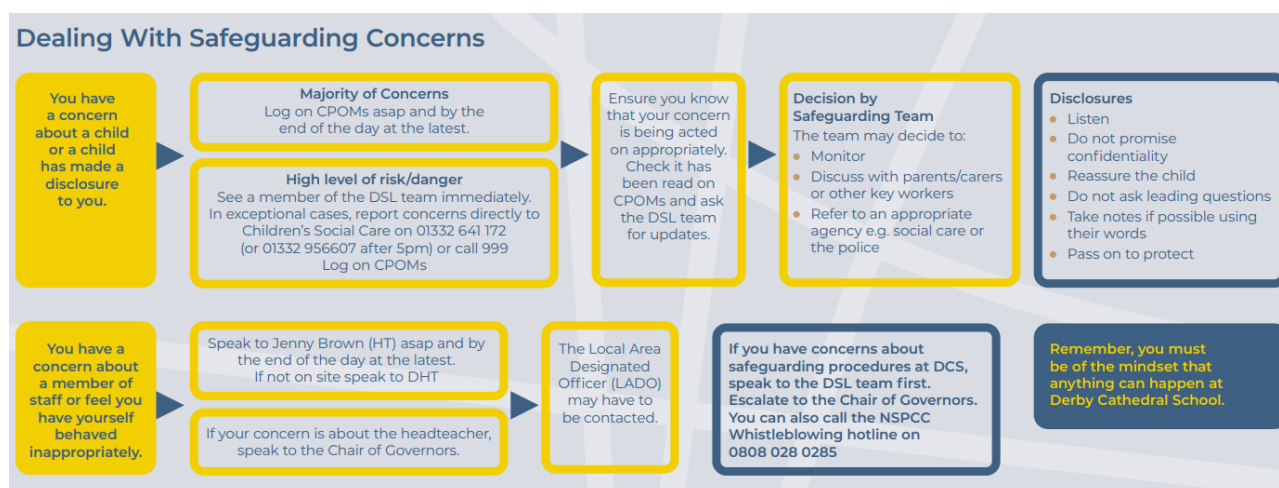 Dealing With Safeguarding Concerns
You have
a concern
about a child
or a child
has made a
disclosure
to you.
Majority of Concerns
Log on CPOMs asap and by the
end of the day at the latest.
High level of risk/danger
See a member of the DSL team immediately.
In exceptional cases, report concerns directly to
Children's Social Care on 01332 641 172
(or 01332 956607 after 5pm) or call 999
Log on CPOMs
Ensure you know
that your concern
is being acted
on appropriately.
Check it has
been read on
CPOMs and ask
the DSL team
for updates.
Decision by
Safeguarding Team
The team may decide to:
• Monitor
• Discuss with parents/carers
or other key workers
• Refer to an appropriate
agency e.g. social care or
the police
Disclosures
• Listen
• Do not promise
confidentiality
• Reassure the child
• Do not ask leading questions
• Take notes if possible using
their words
• Pass on to protect
You have a
concern about
a member of
staff or feel you
have yourself
behaved
inappropriately.
Speak to Jenny Brown (HT) asap and by
the end of the day at the latest.
If not on site speak to DHT
If your concern is about the headteacher,
speak to the Chair of Governors.
The Local Area
Designated
Officer (LADO)
may have to
be contacted.
If you have concerns about
safeguarding procedures at DCS,
speak to the DSL team first.
Escalate to the Chair of Governors.
You can also call the NSPCC
Whistleblowing hotline on
0808 028 0285
Remember, you must
be of the mindset that
anything can happen at
Derby Cathedral School.